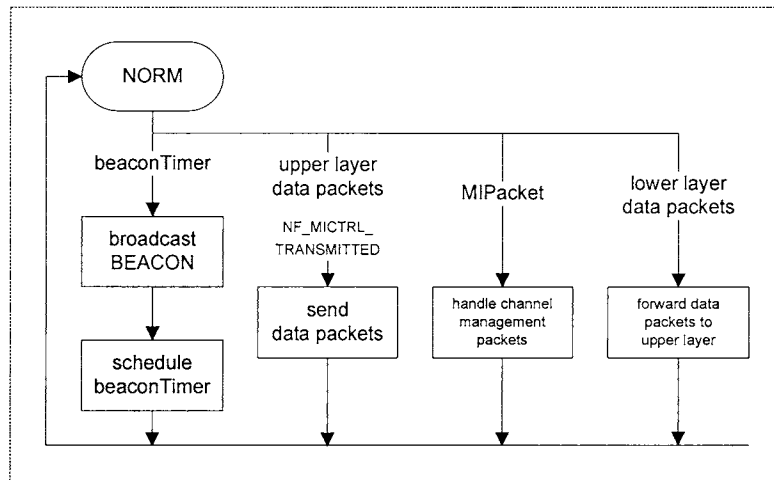 NORM
beaconTimer
broadcast
BEACON
schedule
beaconTimer
upper layer
data packets
NF_MICTRL_
TRANSMITTED
send
data packets
MIPacket
handle channel
management
packets
lower layer
data packets
forward data
packets to
upper layer